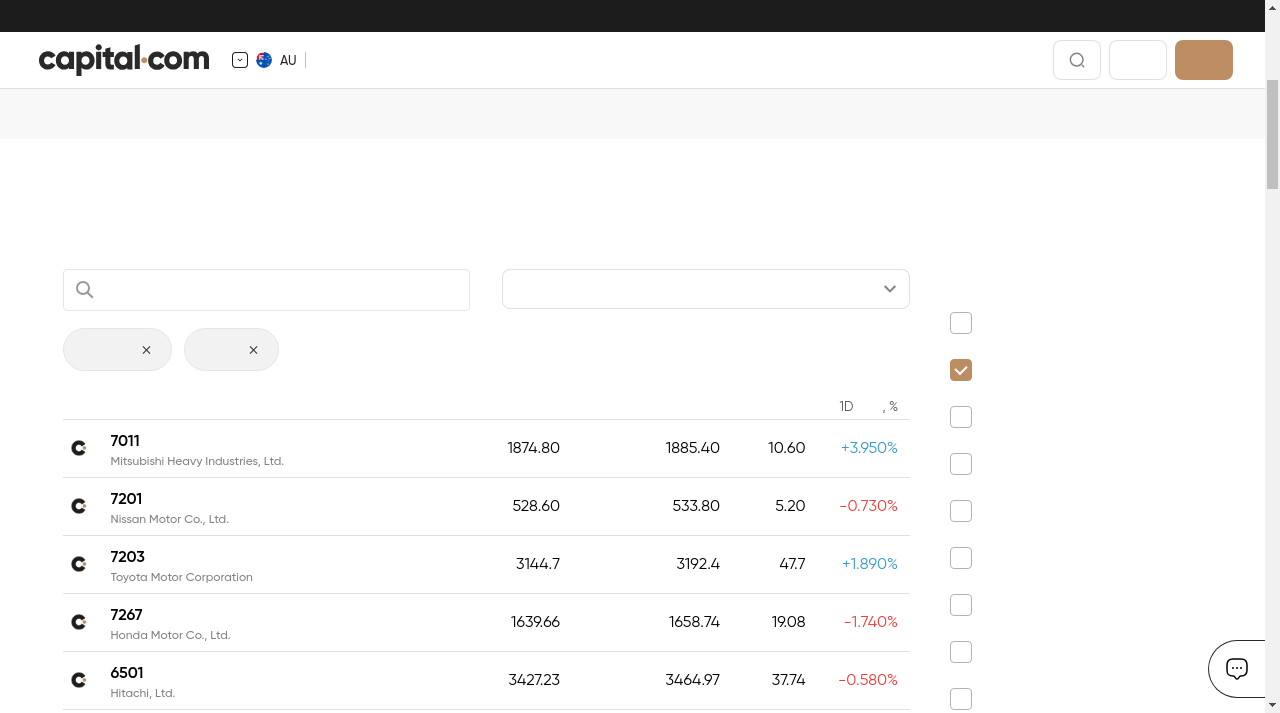 capital.com
AU
1D , %
7011
Mitsubishi Heavy Industries, Ltd.
1874.80 1885.40 10.60 +3.950%
7201
Nissan Motor Co., Ltd.
528.60 533.80 5.20 -0.730%
7203
Toyota Motor Corporation
3144.7 3192.4 47.7 +1.890%
7267
Honda Motor Co., Ltd.
1639.66 1658.74 19.08 -1.740%
6501
Hitachi, Ltd.
3427.23 3464.97 37.74 -0.580%